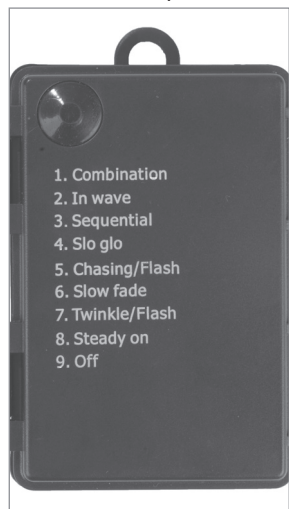 1. Combination
2. In wave
3. Sequential
4. Slo glo
5. Chasing/Flash
6. Slow fade
7. Twinkle/Flash
8. Steady on
9. Off